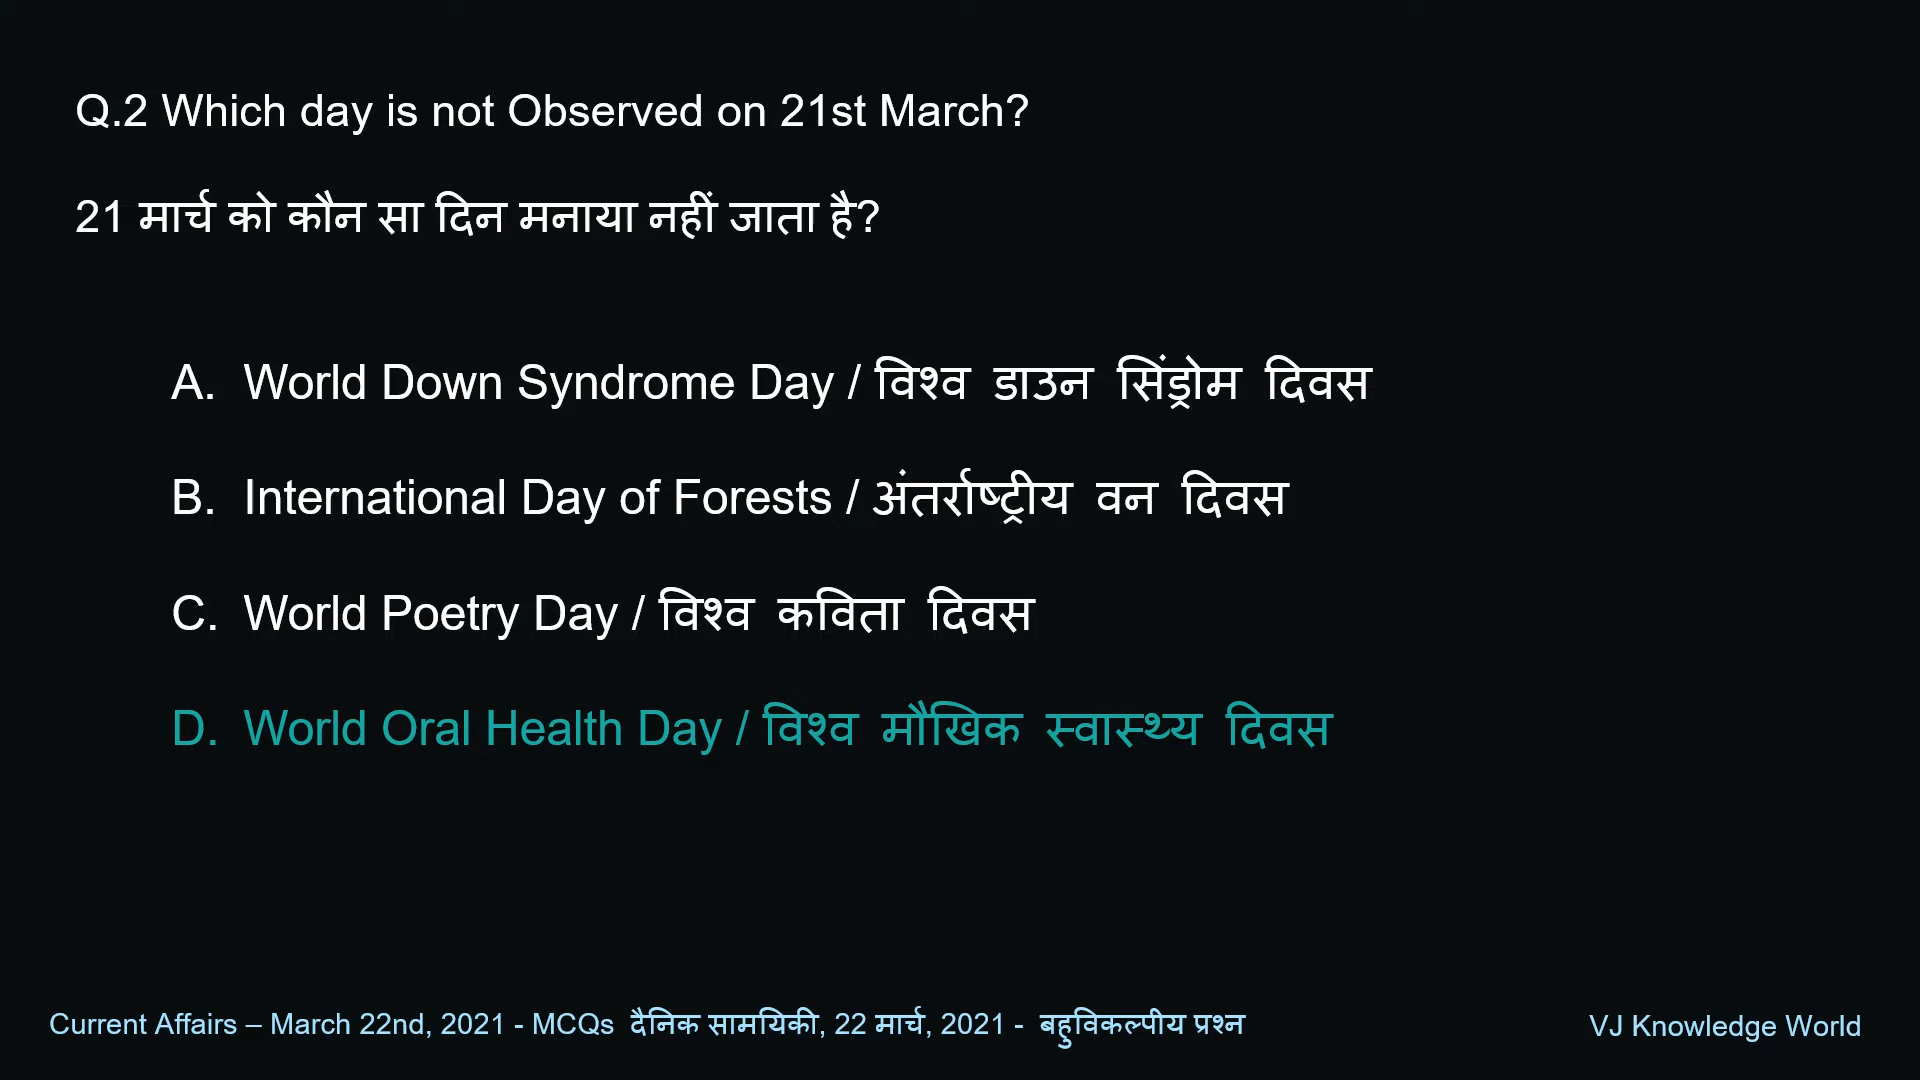 Q.2 Which day is not Observed on 21st March?
21 मार्च को कौन सा दिन मनाया नहीं जाता है?
A. World Down Syndrome Day / विश्व डाउन सिंड्रोम दिवस
B. International Day of Forests / अंतर्राष्ट्रीय वन दिवस
C. World Poetry Day / विश्व कविता दिवस
D. World Oral Health Day / विश्व मौखिक स्वास्थ्य दिवस
Current Affairs – March 22nd, 2021 - MCQs दैनिक सामयिकी, 22 मार्च, 2021 - बहुविकल्पीय प्रश्न
VJ Knowledge World